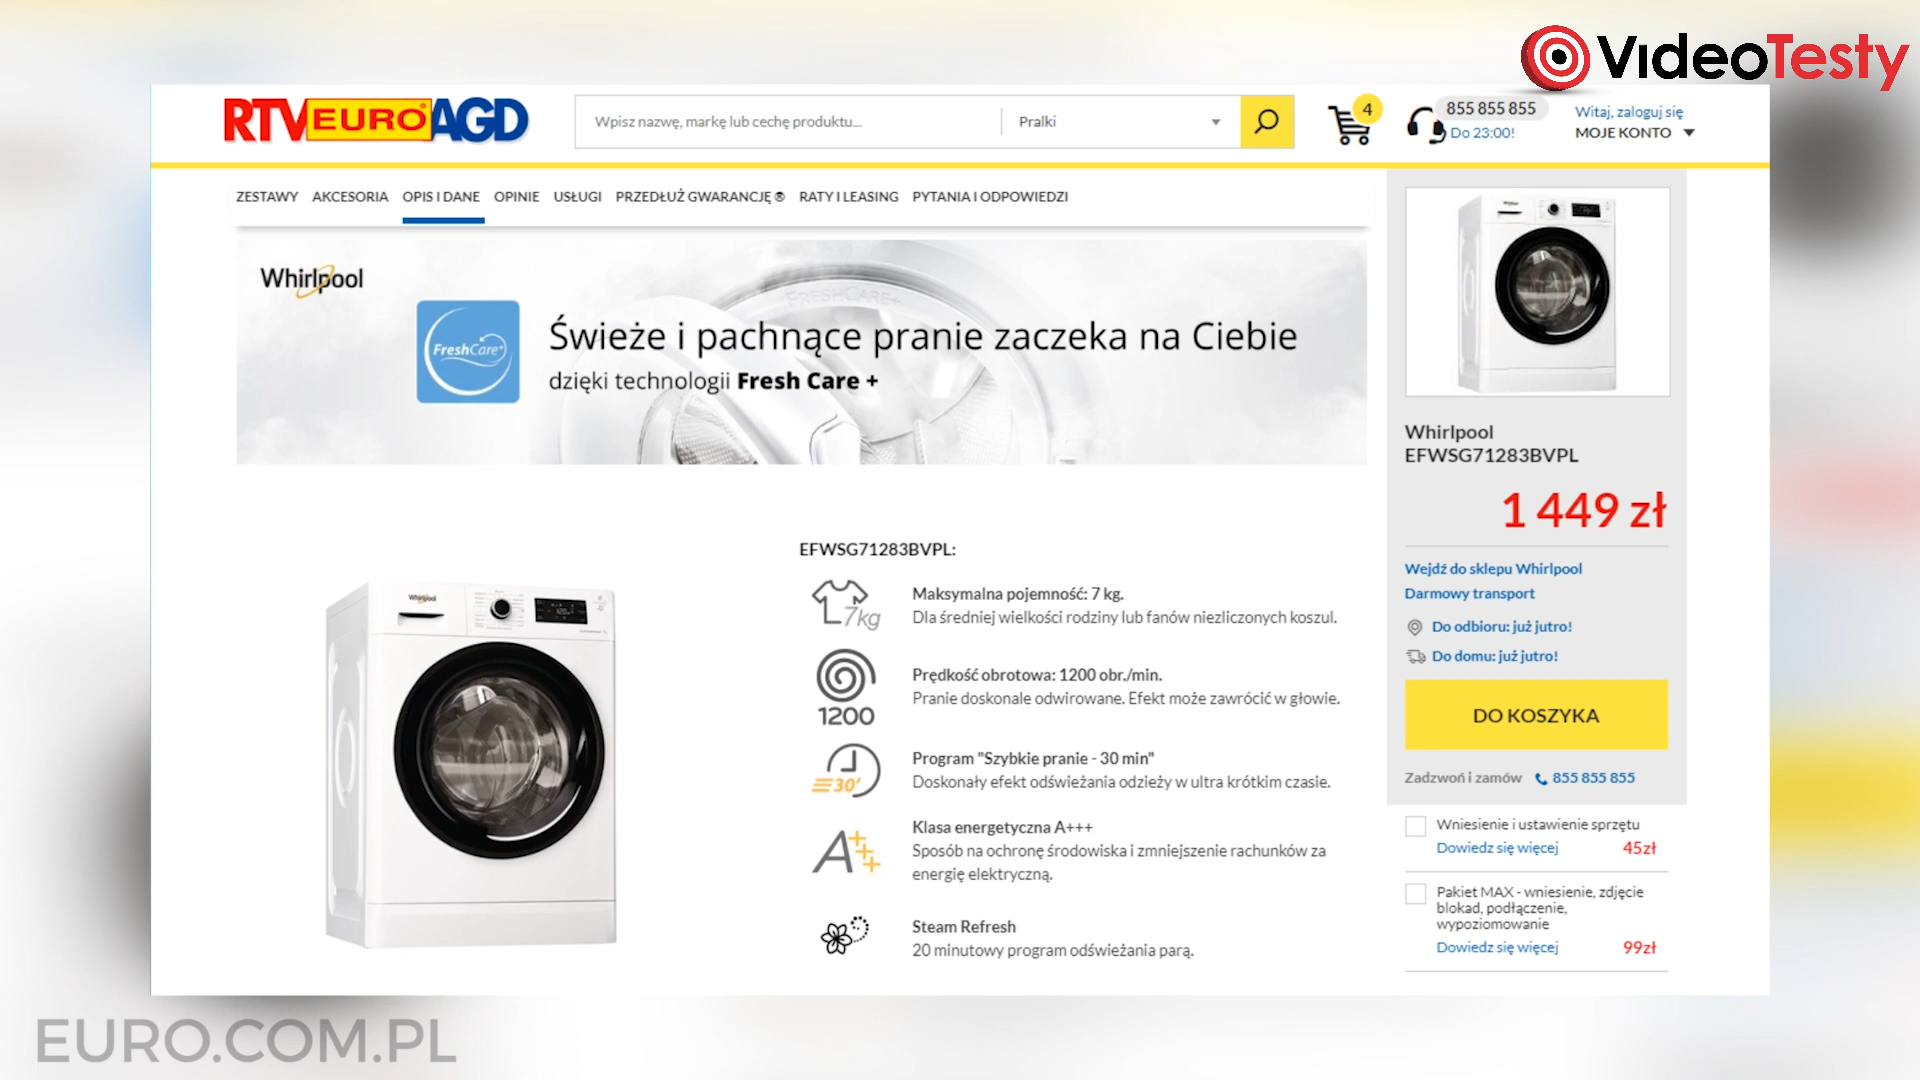 VideoTesty
RTV EURO AGD
Wpisz nazwę, markę lub cechę produktu...
Pralki
4
855 855 855
Do 23:00!
Witaj, zaloguj się
MOJE KONTO
ZESTAWY AKCESORIA OPIS I DANE OPINIE USŁUGI PRZEDŁUŻ GWARANCJĘ ® RATY I LEASING PYTANIA I ODPOWIEDZI
Whirlpool
FreshCare+
FRESHCARE+
Świeże i pachnące pranie zaczeka na Ciebie
dzięki technologii Fresh Care +
EFWSG71283BVPL:
7kg
Maksymalna pojemność: 7 kg.
Dla średniej wielkości rodziny lub fanów niezliczonych koszul.
1200
Prędkość obrotowa: 1200 obr./min.
Pranie doskonale odwirowane. Efekt może zawrócić w głowie.
30'
Program "Szybkie pranie - 30 min"
Doskonały efekt odświeżania odzieży w ultra krótkim czasie.
A+++
Klasa energetyczna A+++
Sposób na ochronę środowiska i zmniejszenie rachunków za
energię elektryczną.
Steam Refresh
20 minutowy program odświeżania parą.
Whirlpool
Whirlpool
EFWSG71283BVPL
1 449 zł
Wejdź do sklepu Whirlpool
Darmowy transport
Do odbioru: już jutro!
Do domu: już jutro!
DO KOSZYKA
Zadzwoń i zamów 855 855 855
Wniesienie i ustawienie sprzętu
Dowiedz się więcej 45zł
Pakiet MAX - wniesienie, zdjęcie
blokad, podłączenie,
wypoziomowanie
Dowiedz się więcej 99zł
EURO.COM.PL